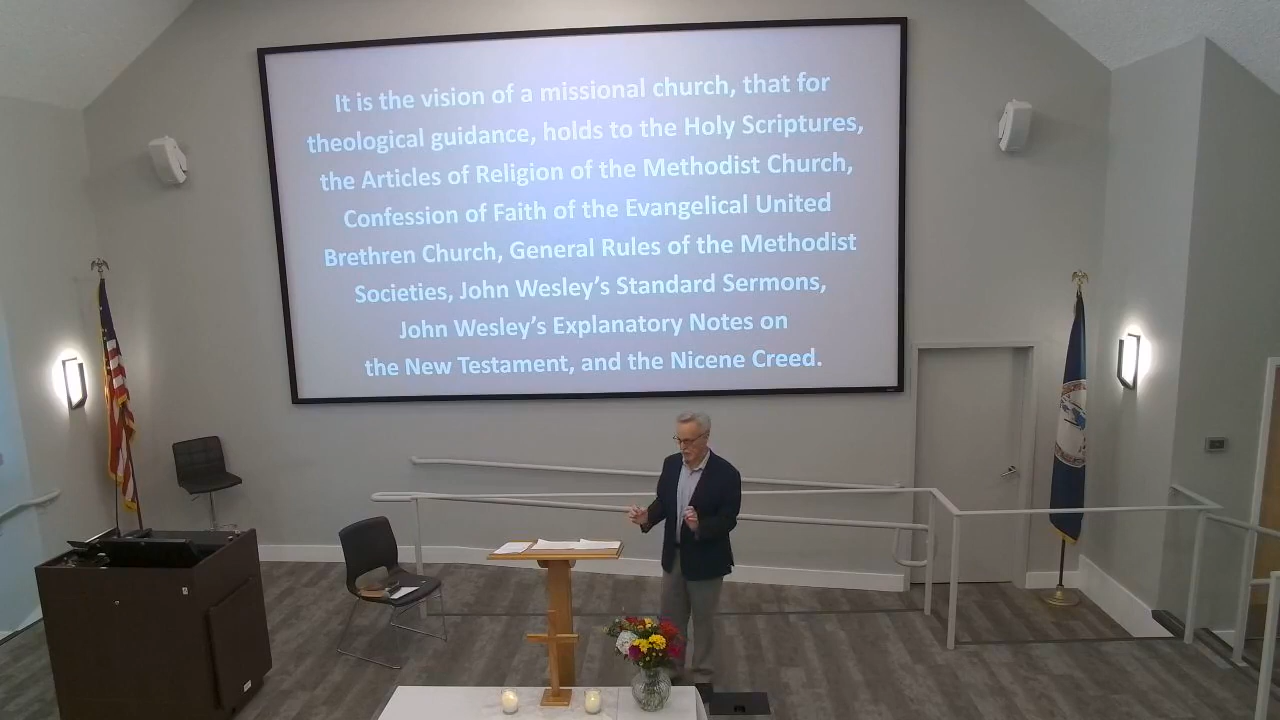 It is the vision of a missional church, that for
theological guidance, holds to the Holy Scriptures,
the Articles of Religion of the Methodist Church,
Confession of Faith of the Evangelical United
Brethren Church, General Rules of the Methodist
Societies, John Wesley’s Standard Sermons,
John Wesley’s Explanatory Notes on
the New Testament, and the Nicene Creed.